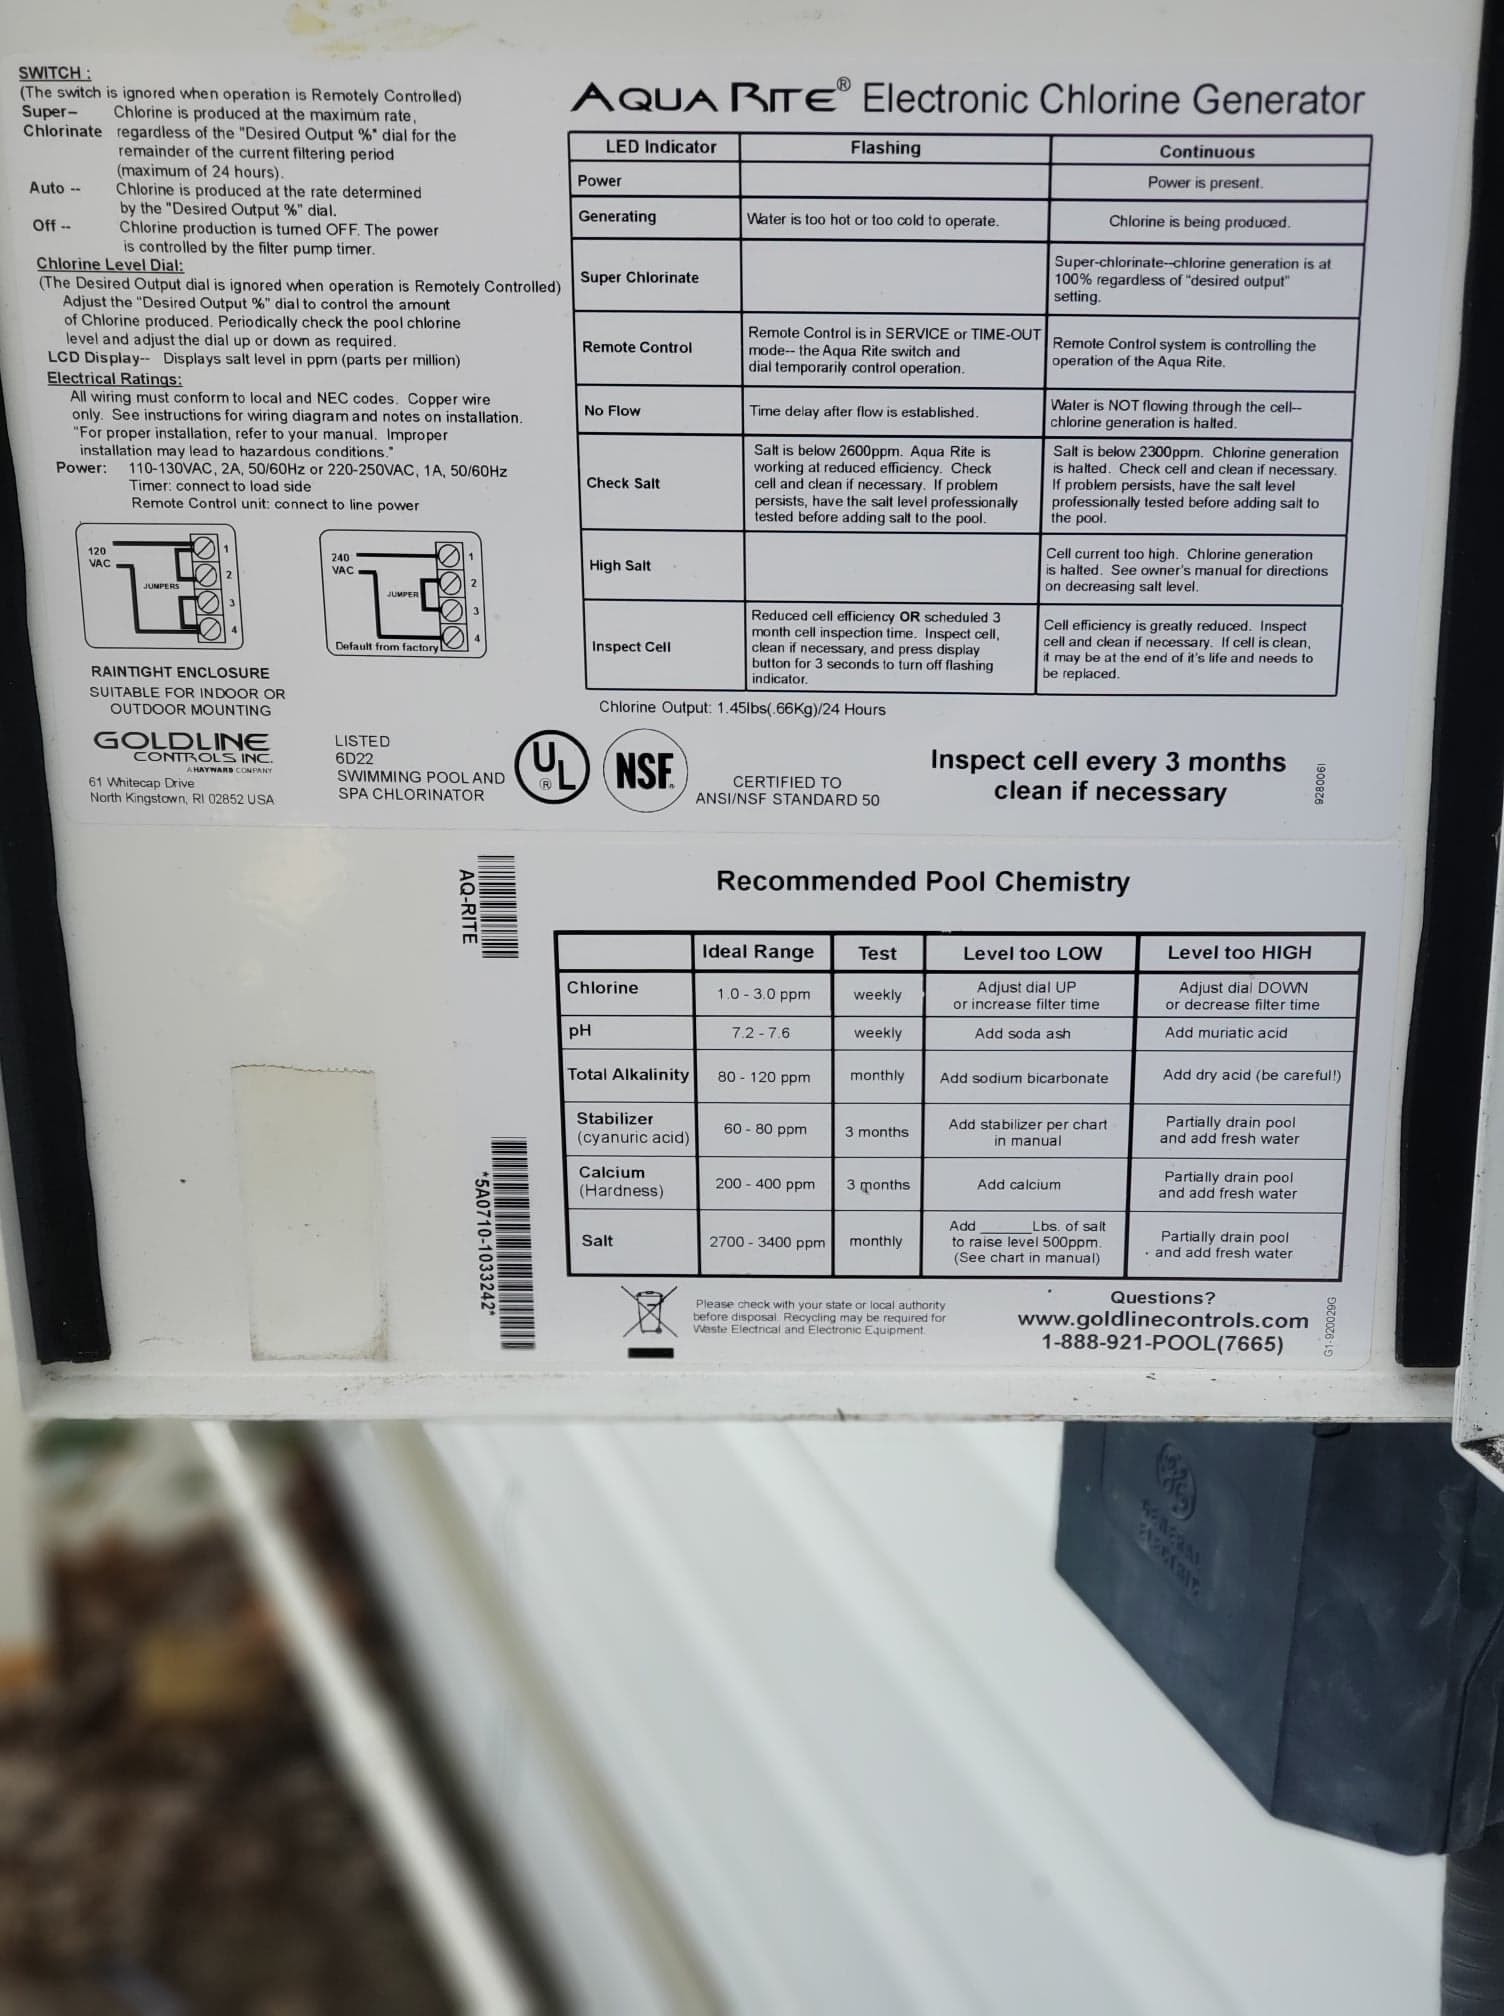 SWITCH :
(The switch is ignored when operation is Remotely Controlled)
Super-- Chlorine is produced at the maximum rate,
Chlorinate regardless of the "Desired Output %" dial for the
remainder of the current filtering period
(maximum of 24 hours).
Auto -- Chlorine is produced at the rate determined
by the "Desired Output %" dial.
Off -- Chlorine production is turned OFF. The power
is controlled by the filter pump timer.
Chlorine Level Dial:
(The Desired Output dial is ignored when operation is Remotely Controlled)
Adjust the "Desired Output %" dial to control the amount
of Chlorine produced. Periodically check the pool chlorine
level and adjust the dial up or down as required.
LCD Display-- Displays salt level in ppm (parts per million)
Electrical Ratings:
All wiring must conform to local and NEC codes. Copper wire
only. See instructions for wiring diagram and notes on installation.
"For proper installation, refer to your manual. Improper
installation may lead to hazardous conditions."
Power: 110-130VAC, 2A, 50/60Hz or 220-250VAC, 1A, 50/60Hz
Timer: connect to load side
Remote Control unit: connect to line power
120
VAC
JUMPERS
1
2
3
4
240
VAC
JUMPER
1
2
3
4
Default from factory
RAINTIGHT ENCLOSURE
SUITABLE FOR INDOOR OR
OUTDOOR MOUNTING
GOLDLINE
CONTROLS INC.
A HAYWARD COMPANY
61 Whitecap Drive
North Kingstown, RI 02852 USA
LISTED
6D22
SWIMMING POOL AND
SPA CHLORINATOR
UL ®
NSF®
CERTIFIED TO
ANSI/NSF STANDARD 50
AQUA RITE® Electronic Chlorine Generator
LED Indicator Flashing Continuous
Power Power is present.
Generating Water is too hot or too cold to operate. Chlorine is being produced.
Super Chlorinate
Super-chlorinate--chlorine generation is at
100% regardless of "desired output"
setting.
Remote Control
Remote Control is in SERVICE or TIME-OUT
mode-- the Aqua Rite switch and
dial temporarily control operation.
Remote Control system is controlling the
operation of the Aqua Rite.
No Flow
Time delay after flow is established.
Water is NOT flowing through the cell--
chlorine generation is halted.
Check Salt
Salt is below 2600ppm. Aqua Rite is
working at reduced efficiency. Check
cell and clean if necessary. If problem
persists, have the salt level professionally
tested before adding salt to the pool.
Salt is below 2300ppm. Chlorine generation
is halted. Check cell and clean if necessary.
If problem persists, have the salt level
professionally tested before adding salt to
the pool.
High Salt
Cell current too high. Chlorine generation
is halted. See owner's manual for directions
on decreasing salt level.
Inspect Cell
Reduced cell efficiency OR scheduled 3
month cell inspection time. Inspect cell,
clean if necessary, and press display
button for 3 seconds to turn off flashing
indicator.
Cell efficiency is greatly reduced. Inspect
cell and clean if necessary. If cell is clean,
it may be at the end of it's life and needs to
be replaced.
Chlorine Output: 1.45lbs(.66Kg)/24 Hours
Inspect cell every 3 months
clean if necessary
928006I
AQ-RITE
*5A0710-1033242*
Recommended Pool Chemistry
Ideal Range Test Level too LOW Level too HIGH
Chlorine
1.0 - 3.0 ppm
weekly
Adjust dial UP
or increase filter time
Adjust dial DOWN
or decrease filter time
pH 7.2 - 7.6 weekly Add soda ash Add muriatic acid
Total Alkalinity 80 - 120 ppm monthly Add sodium bicarbonate Add dry acid (be careful!)
Stabilizer
(cyanuric acid)
60 - 80 ppm
3 months
Add stabilizer per chart
in manual
Partially drain pool
and add fresh water
Calcium
(Hardness)
200 - 400 ppm
3 months
Add calcium
Partially drain pool
and add fresh water
Salt
2700 - 3400 ppm
monthly
Add ______Lbs. of salt
to raise level 500ppm.
(See chart in manual)
Partially drain pool
and add fresh water
Please check with your state or local authority
before disposal. Recycling may be required for
Waste Electrical and Electronic Equipment.
Questions?
www.goldlinecontrols.com
1-888-921-POOL(7665)
G1-920029G
GENERAL
ELECTRIC